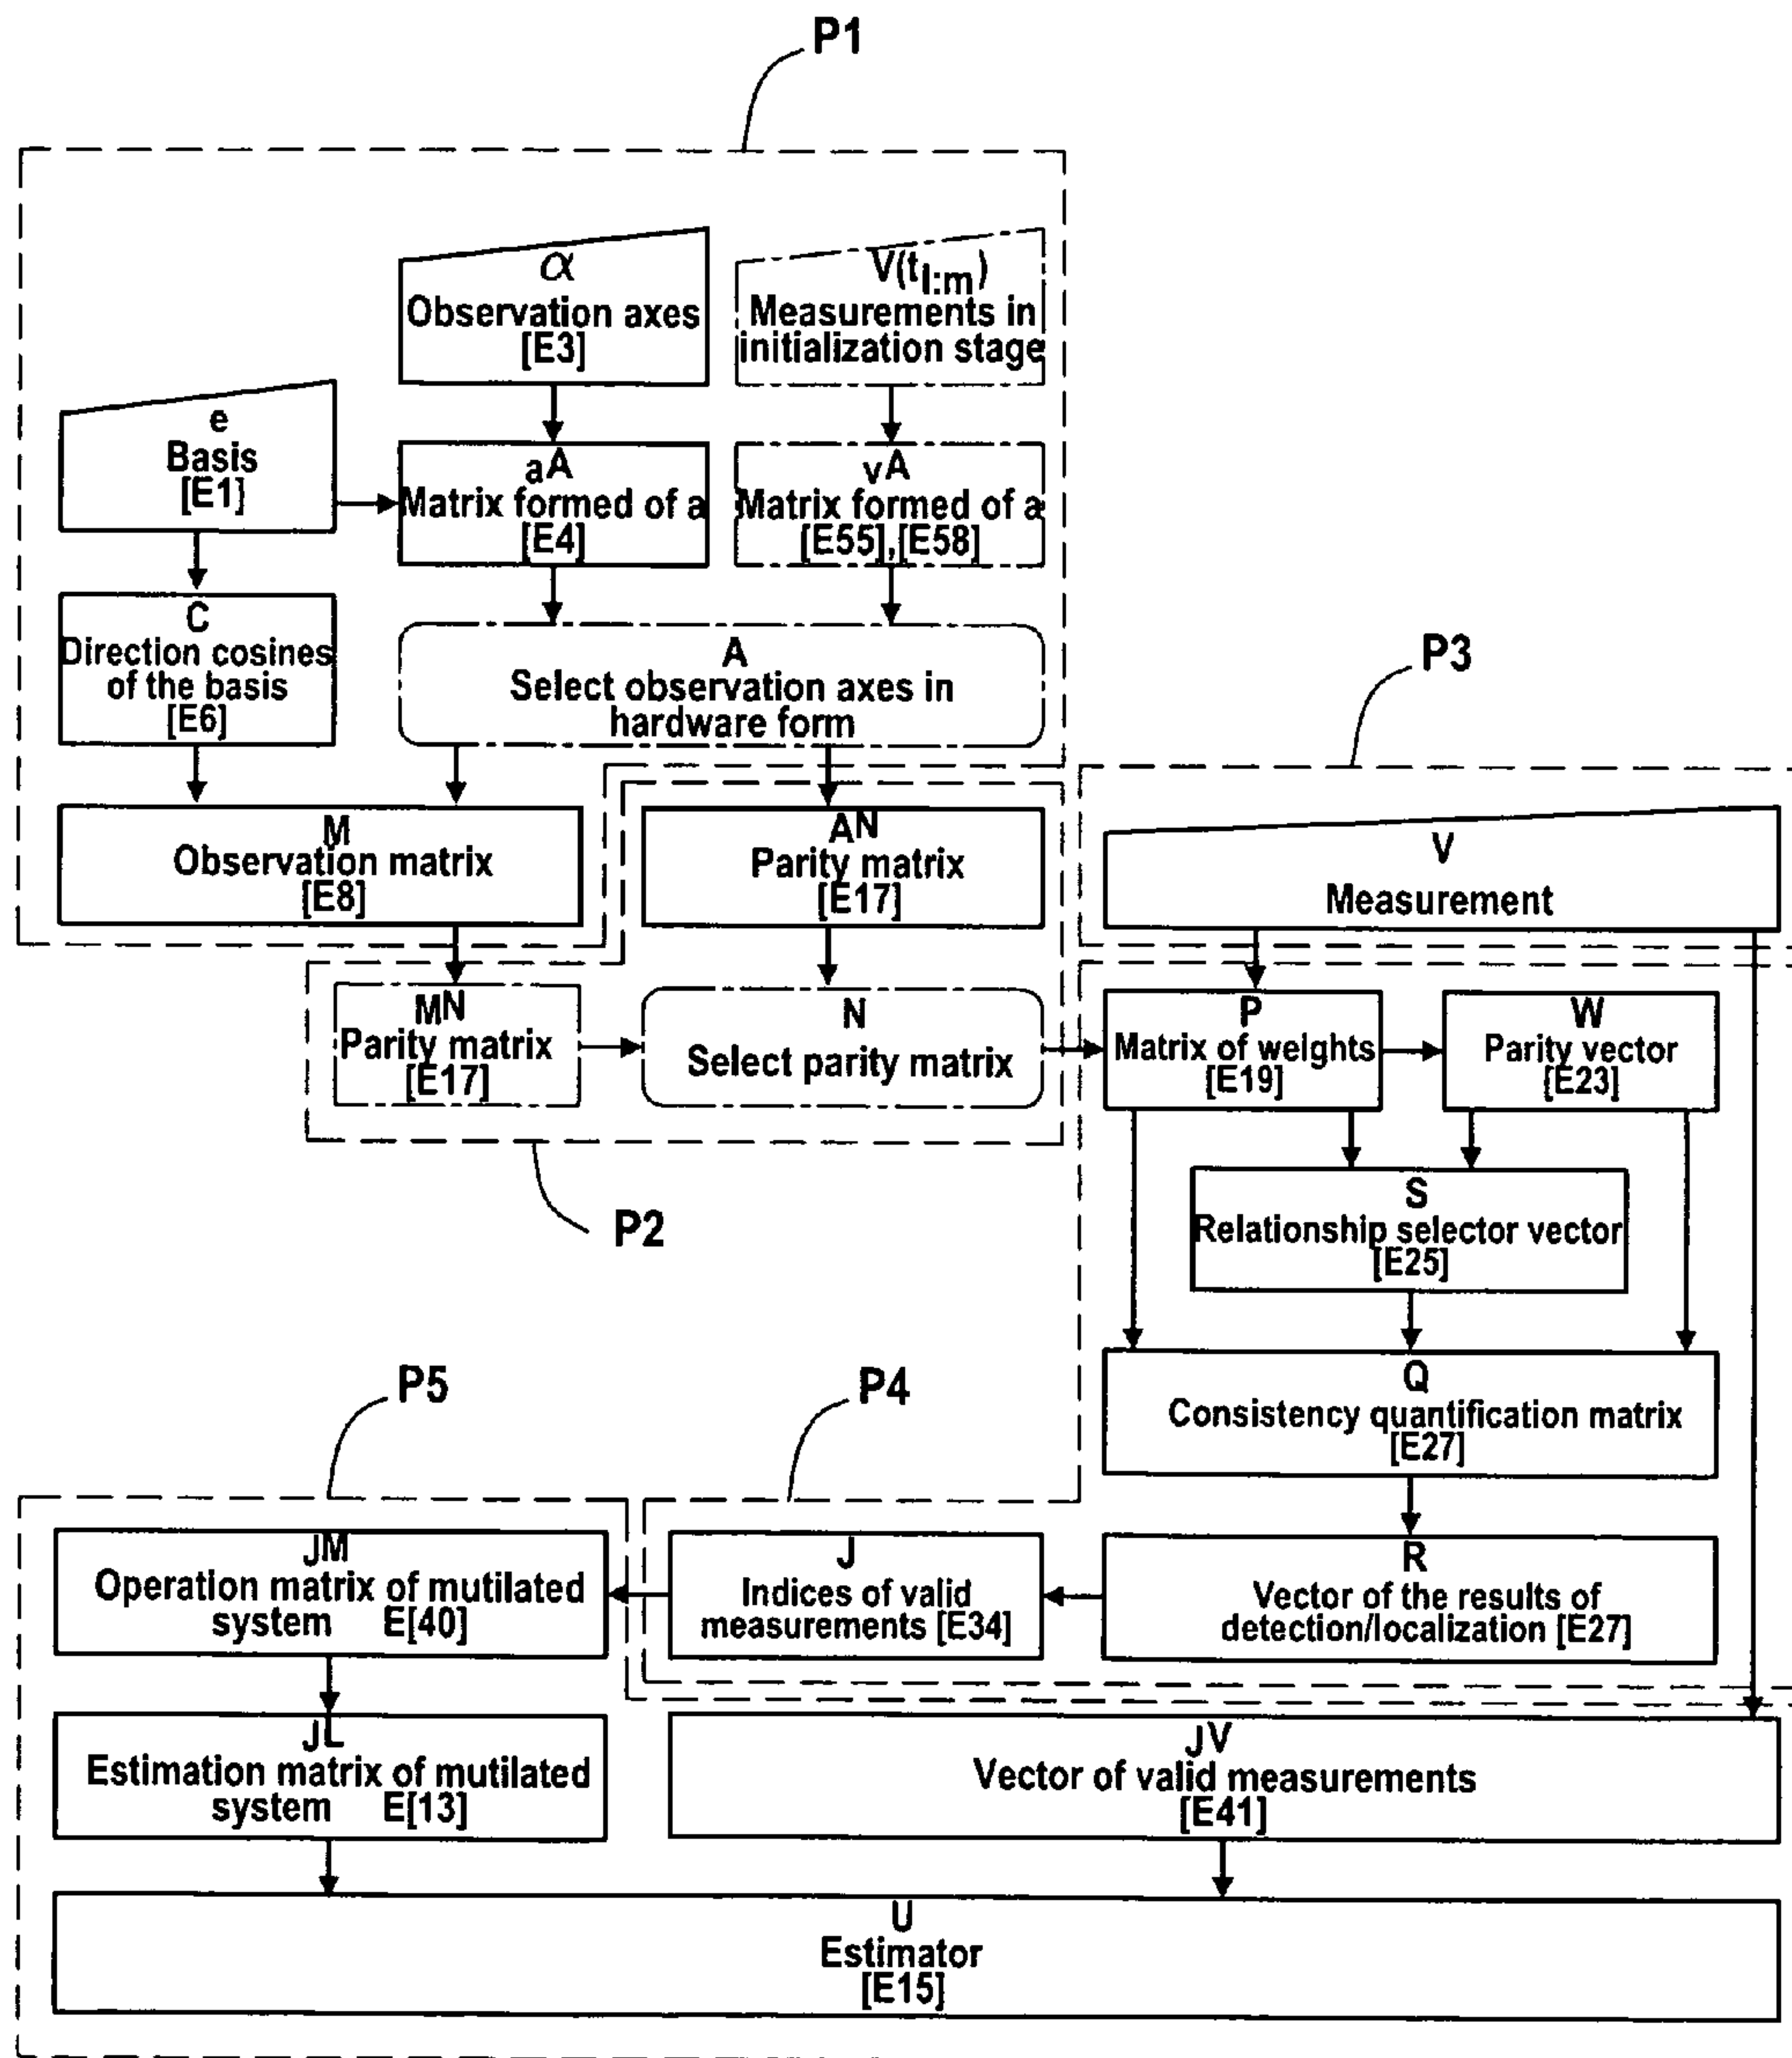 P1
α
Observation axes
[E3]
V(tI:m)
Measurements in
initialization stage
e
Basis
[E1]
aA
Matrix formed of a
[E4]
vA
Matrix formed of a
[E55],[E58]
C
Direction cosines
of the basis
[E6]
A
Select observation axes in
hardware form
P3
M
Observation matrix
[E8]
AN
Parity matrix
[E17]
V
Measurement
MN
Parity matrix
[E17]
N
Select parity matrix
P
Matrix of weights
[E19]
W
Parity vector
[E23]
P2
S
Relationship selector vector
[E25]
Q
Consistency quantification matrix
[E27]
P5
P4
JM
Operation matrix of mutilated
system E[40]
J
Indices of valid
measurements [E34]
R
Vector of the results of
detection/localization [E27]
JL
Estimation matrix of mutilated
system E[13]
JV
Vector of valid measurements
[E41]
U
Estimator
[E15]